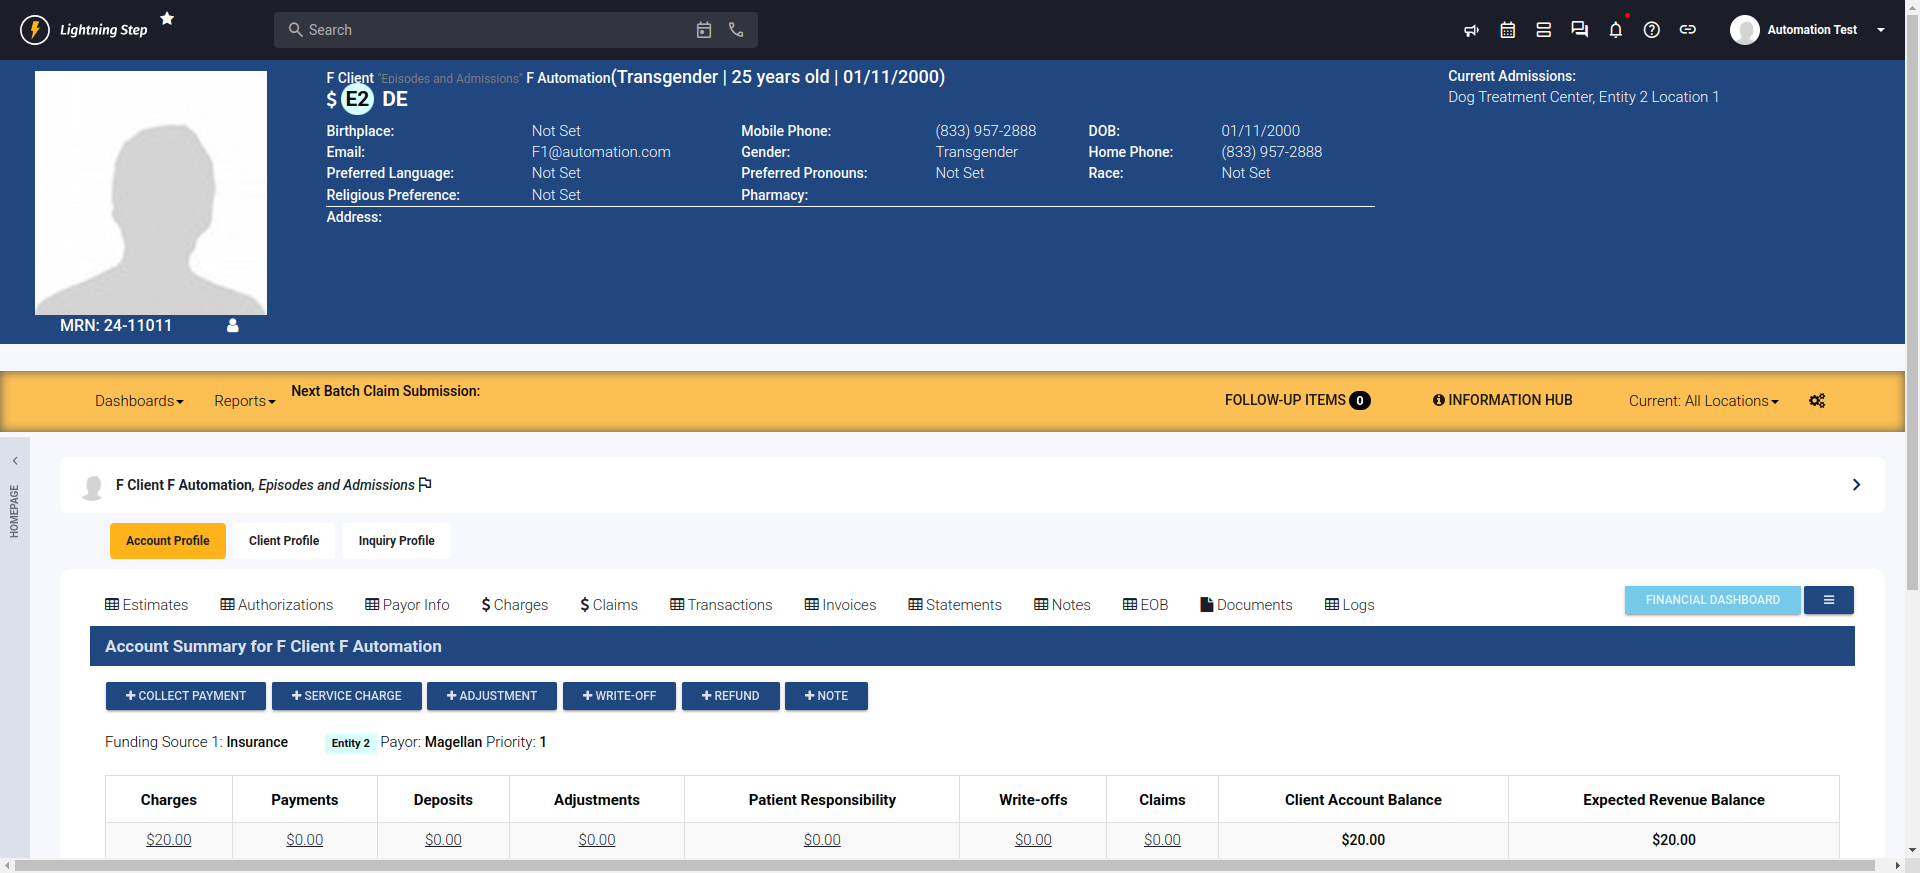 Lightning Step
Search
Automation Test
F Client "Episodes and Admissions" F Automation(Transgender | 25 years old | 01/11/2000)
$ E2 DE
Current Admissions:
Dog Treatment Center, Entity 2 Location 1
Birthplace: Not Set Mobile Phone: (833) 957-2888 DOB: 01/11/2000
Email: F1@automation.com Gender: Transgender Home Phone: (833) 957-2888
Preferred Language: Not Set Preferred Pronouns: Not Set Race: Not Set
Religious Preference: Not Set Pharmacy:
Address:
MRN: 24-11011
Dashboards Reports Next Batch Claim Submission: FOLLOW-UP ITEMS 0 INFORMATION HUB Current: All Locations
HOMEPAGE
F Client F Automation, Episodes and Admissions
Account Profile Client Profile Inquiry Profile
Estimates Authorizations Payor Info $ Charges $ Claims Transactions Invoices Statements Notes EOB Documents Logs FINANCIAL DASHBOARD
Account Summary for F Client F Automation
+ COLLECT PAYMENT + SERVICE CHARGE + ADJUSTMENT + WRITE-OFF + REFUND + NOTE
Funding Source 1: Insurance Entity 2 Payor: Magellan Priority: 1
Charges Payments Deposits Adjustments Patient Responsibility Write-offs Claims Client Account Balance Expected Revenue Balance
$20.00 $0.00 $0.00 $0.00 $0.00 $0.00 $0.00 $20.00 $20.00